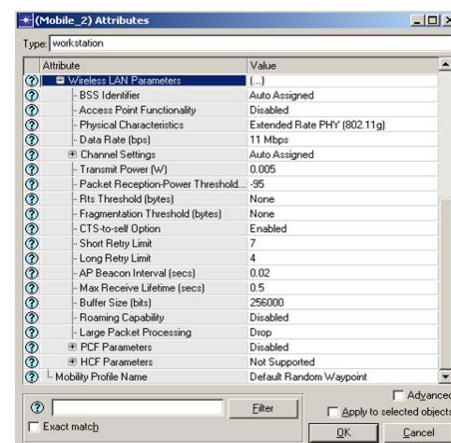 (Mobile_2) Attributes
Type: workstation
Attribute Value
Wireless LAN Parameters (...)
BSS Identifier Auto Assigned
Access Point Functionality Disabled
Physical Characteristics Extended Rate PHY (802.11g)
Data Rate (bps) 11 Mbps
Channel Settings Auto Assigned
Transmit Power (W) 0.005
Packet Reception-Power Threshold... -95
Rts Threshold (bytes) None
Fragmentation Threshold (bytes) None
CTS-to-self Option Enabled
Short Retry Limit 7
Long Retry Limit 4
AP Beacon Interval (secs) 0.02
Max Receive Lifetime (secs) 0.5
Buffer Size (bits) 256000
Roaming Capability Disabled
Large Packet Processing Drop
PCF Parameters Disabled
HCF Parameters Not Supported
Mobility Profile Name Default Random Waypoint
Advanced
Filter Apply to selected objects
Exact match
OK Cancel